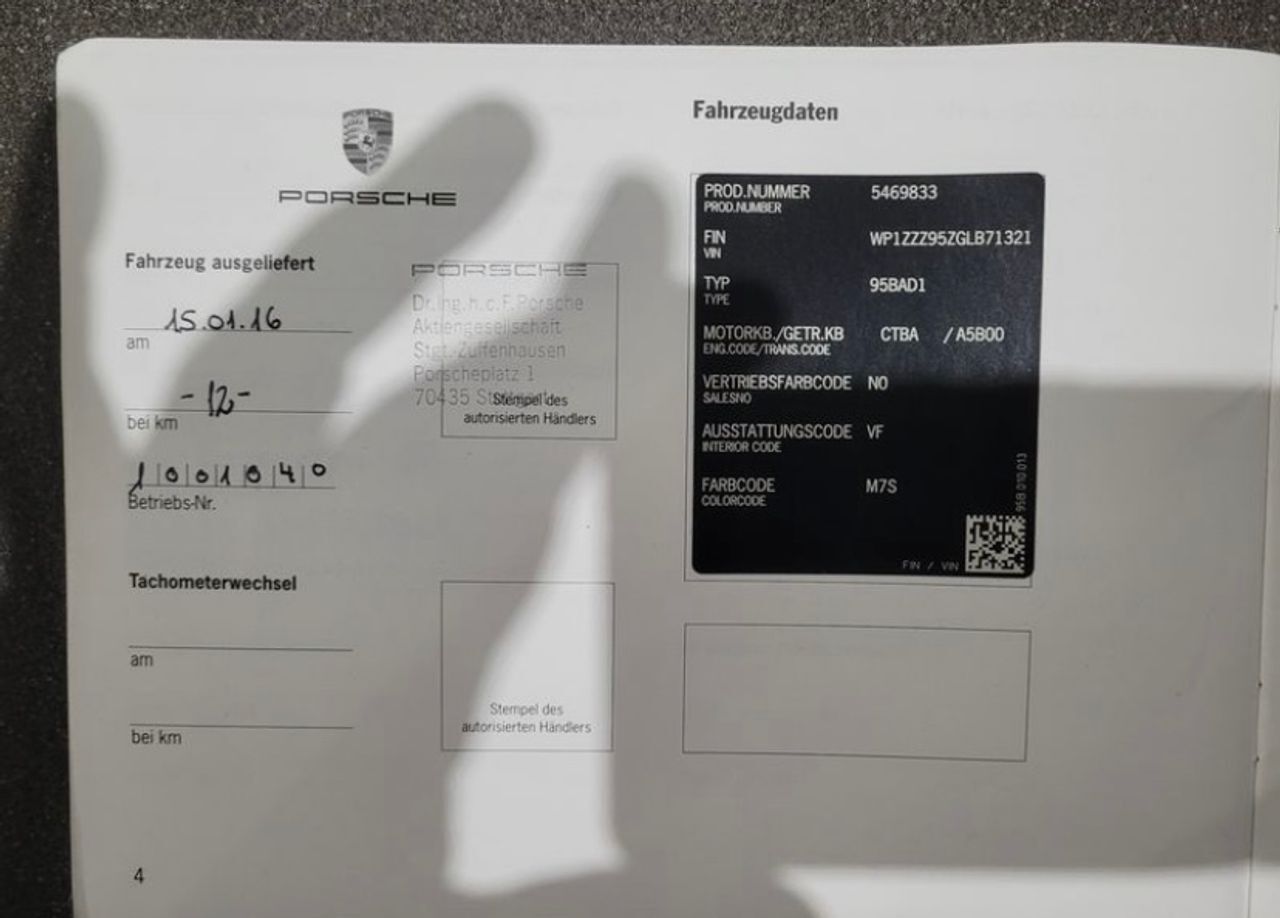 PORSCHE
Fahrzeug ausgeliefert
15.01.16
am
-12-
bei km
1001040
Betriebs-Nr.
PORSCHE
Dr. Ing. h. c. F. Porsche
Aktiengesellschaft
Stgt.-Zuffenhausen
Porscheplatz 1
70435
Stempel des
autorisierten Händlers
Tachometerwechsel
am
bei km
Stempel des
autorisierten Händlers
4
Fahrzeugdaten
PROD.NUMMER 5469833
PROD.NUMBER
FIN WP1ZZZ95ZGLB71321
VIN
TYP 95BAD1
TYPE
MOTORKB./GETR.KB CTBA /A5B00
ENG.CODE/TRANS.CODE
VERTRIEBSFARBCODE N0
SALESNO
AUSSTATTUNGSCODE VF
INTERIOR CODE
FARBCODE M7S
COLORCODE
95B.010.013
FIN / VIN